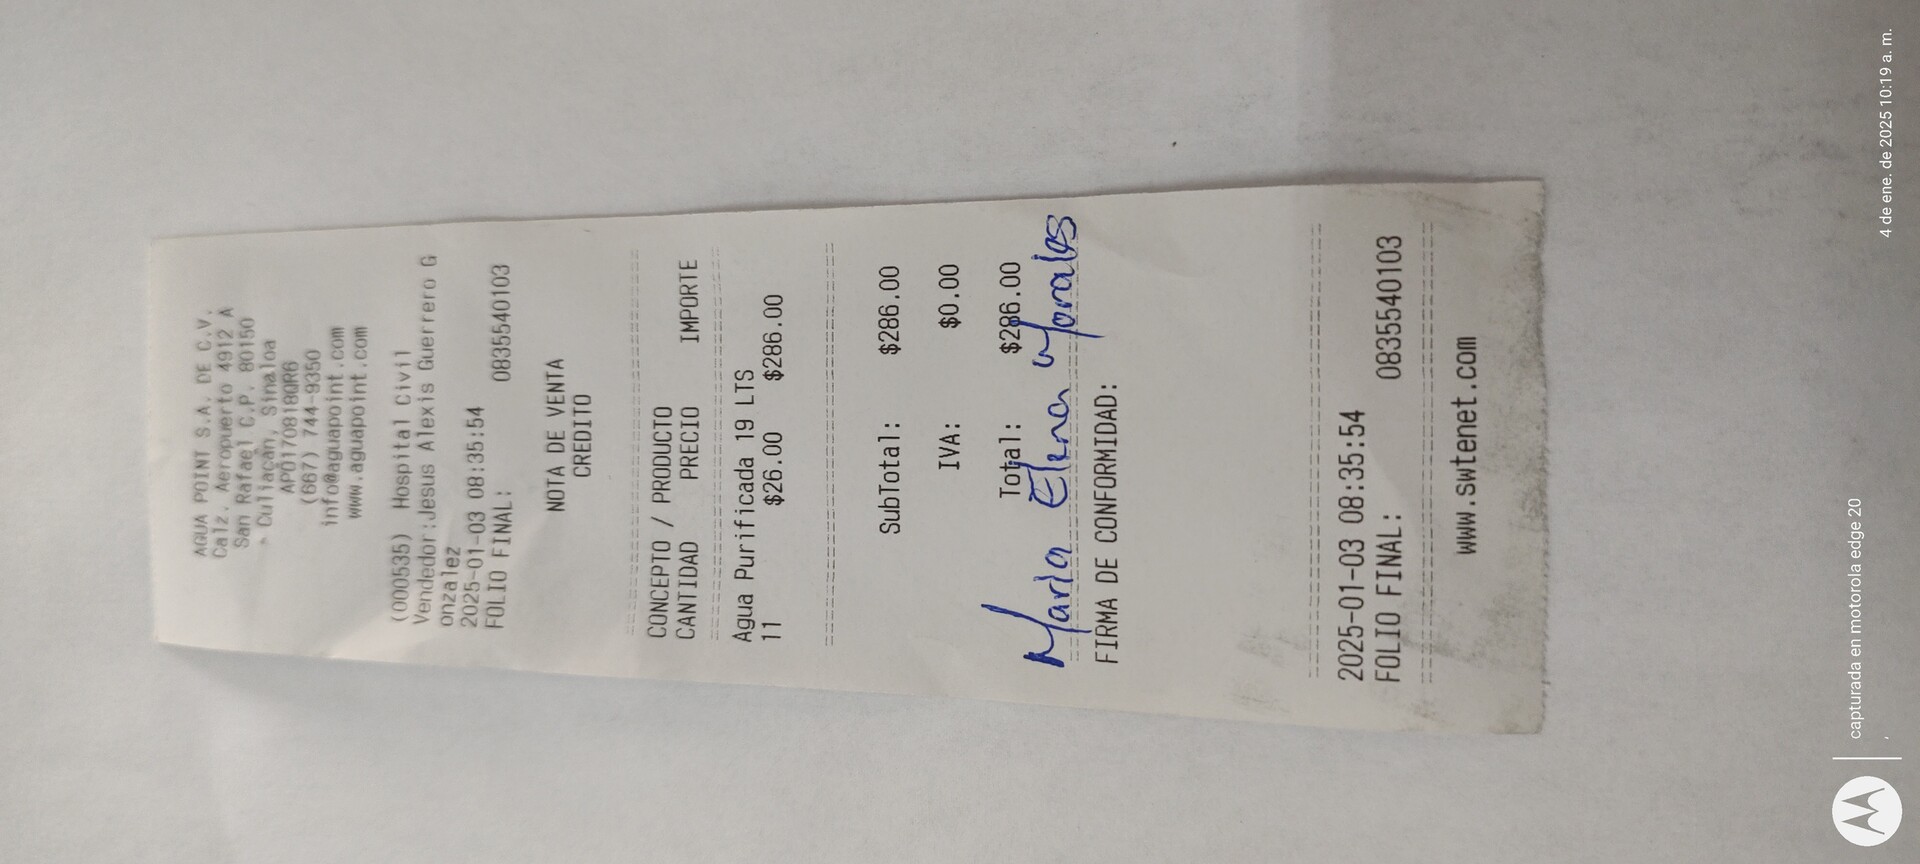 AGUA POINT S.A. DE C.V.
Calz. Aeropuerto 4912 A
San Rafael C.P. 80150
Culiacán, Sinaloa
APO170818QR6
(667) 744-9350
info@aguapoint.com
www.aguapoint.com
(000535) Hospital Civil
Vendedor:Jesus Alexis Guerrero G
onzalez
2025-01-03 08:35:54
FOLIO FINAL: 0835540103
NOTA DE VENTA
CREDITO
CONCEPTO / PRODUCTO
CANTIDAD PRECIO IMPORTE
Agua Purificada 19 LTS
11 $26.00 $286.00
SubTotal: $286.00
IVA: $0.00
Total: $286.00
Maria Elena Morales
FIRMA DE CONFORMIDAD:
2025-01-03 08:35:54
FOLIO FINAL: 0835540103
www.swtenet.com
capturada en motorola edge 20
4 de ene. de 2025 10:19 a. m.